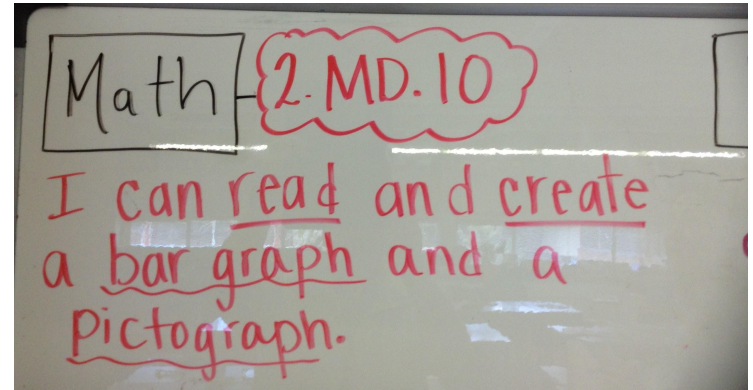 Math - 2.MD.10
I can read and create
a bar graph and a
pictograph.